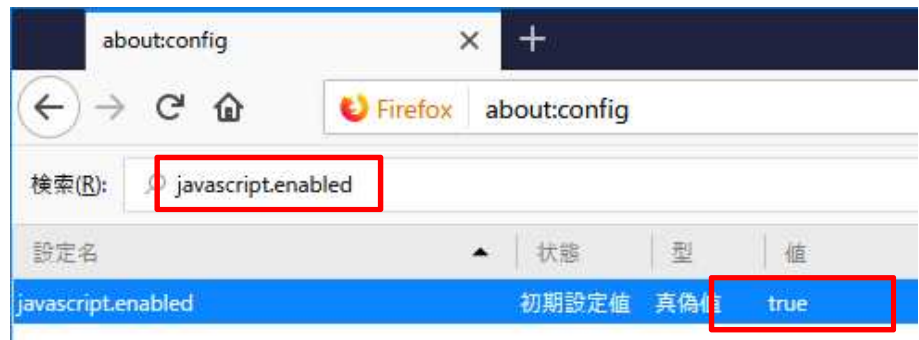 about:config
Firefox about:config
検索(R): javascript.enabled
設定名 状態 型 値
javascript.enabled 初期設定値 真偽値 true